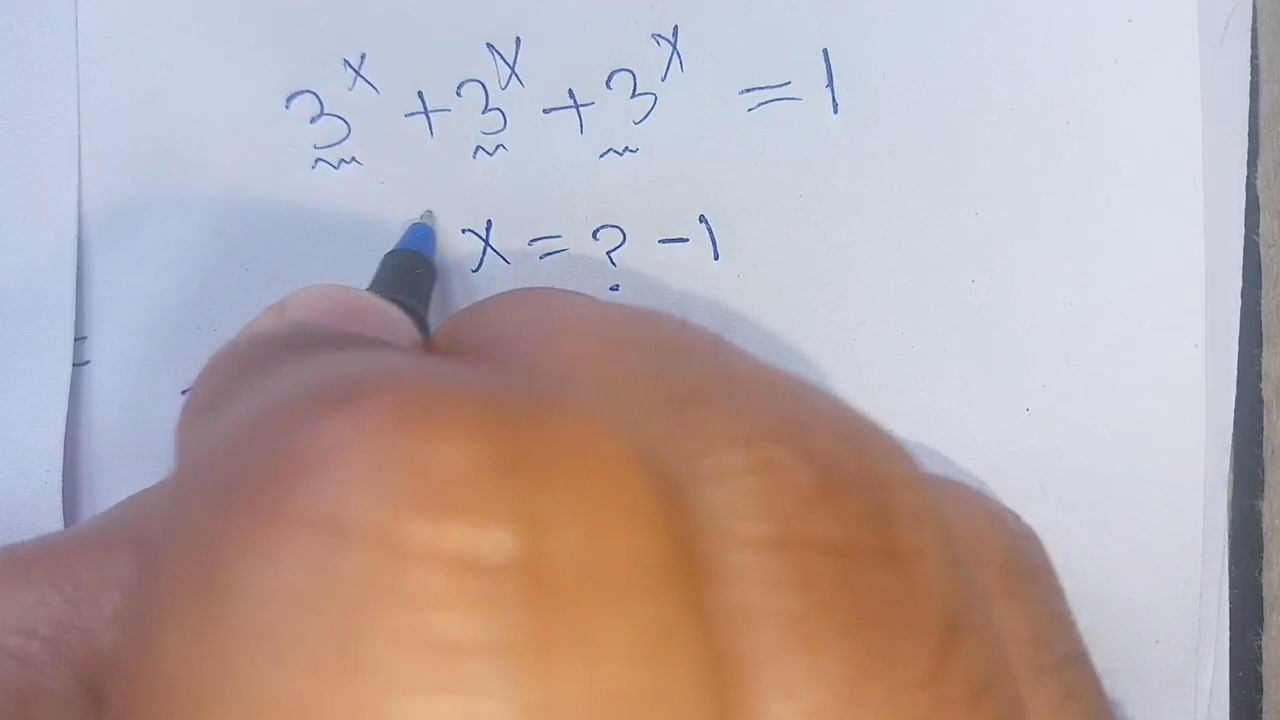 3^x + 3^x + 3^x = 1
x = ? -1
=